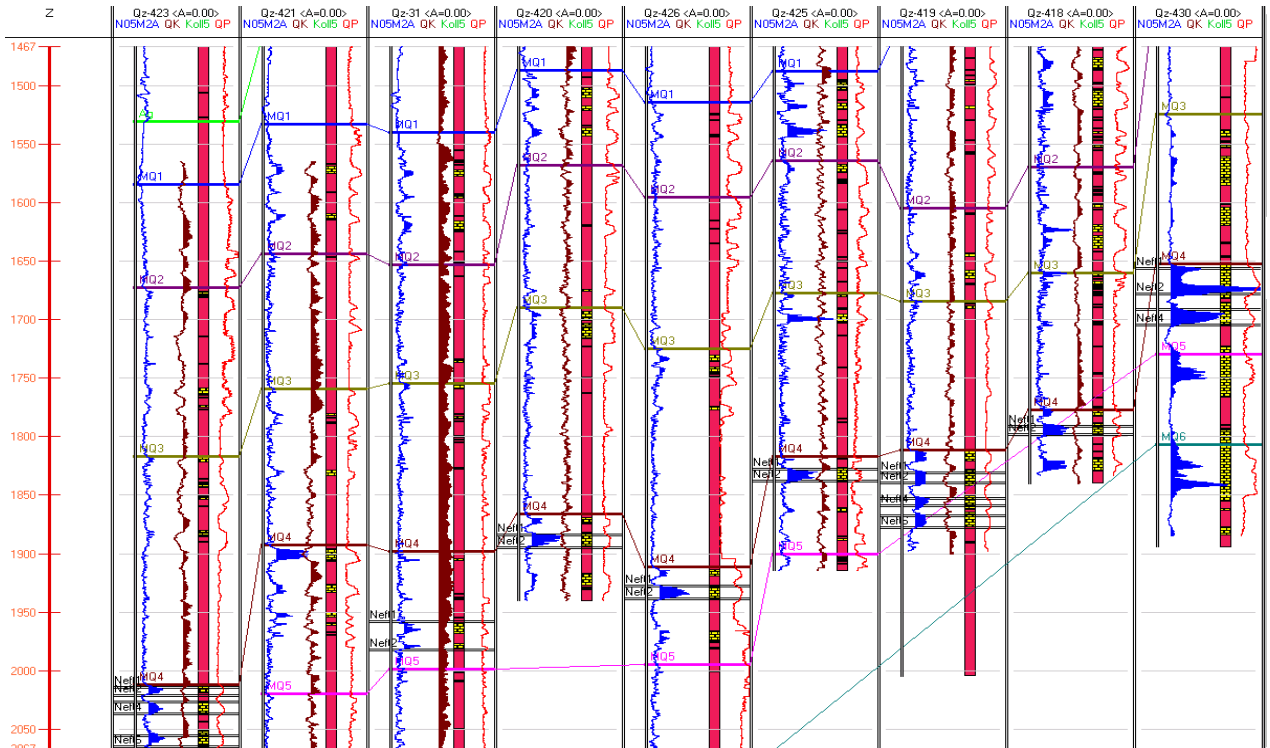 Z
Qz-423 <A=0.00> Qz-421 <A=0.00> Qz-31 <A=0.00> Qz-420 <A=0.00> Qz-426 <A=0.00> Qz-425 <A=0.00> Qz-419 <A=0.00> Qz-418 <A=0.00> Qz-430 <A=0.00>
N05M2A QK Koll5 QP N05M2A QK Koll5 QP N05M2A QK Koll5 QP N05M2A QK Koll5 QP N05M2A QK Koll5 QP N05M2A QK Koll5 QP N05M2A QK Koll5 QP N05M2A QK Koll5 QP N05M2A QK Koll5 QP
1467
MQ1 MQ1
1500
MQ1 MQ3
MQ1 MQ1
1550
MQ2 MQ2 MQ2
MQ1
1600
MQ2 MQ2
MQ2 MQ2
1650
Neft1 MQ4
MQ2 MQ3
Neft2
MQ3 MQ3 MQ3
1700
Neft4
MQ3 MQ5
1750
MQ3 MQ3
MQ4
1800
Neft1
Neft2
MQ6
MQ3 MQ4 MQ4
Neft1 Neft1
Neft2 Neft2
1850
Neft4
MQ4 Neft5
Neft1
MQ4 MQ4 Neft2 MQ5
1900
MQ4
Neft1
Neft2
1950
Neft1
Neft2
MQ5 MQ5
2000
MQ4
Neft1
Neft2 MQ5
Neft4
2050
Neft5
2067